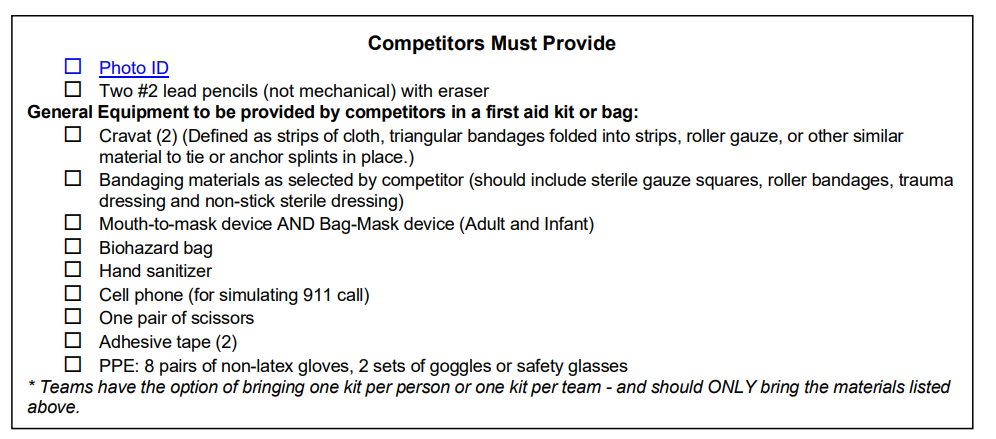 Competitors Must Provide
☐ Photo ID
☐ Two #2 lead pencils (not mechanical) with eraser
General Equipment to be provided by competitors in a first aid kit or bag:
☐ Cravat (2) (Defined as strips of cloth, triangular bandages folded into strips, roller gauze, or other similar
material to tie or anchor splints in place.)
☐ Bandaging materials as selected by competitor (should include sterile gauze squares, roller bandages, trauma
dressing and non-stick sterile dressing)
☐ Mouth-to-mask device AND Bag-Mask device (Adult and Infant)
☐ Biohazard bag
☐ Hand sanitizer
☐ Cell phone (for simulating 911 call)
☐ One pair of scissors
☐ Adhesive tape (2)
☐ PPE: 8 pairs of non-latex gloves, 2 sets of goggles or safety glasses
* Teams have the option of bringing one kit per person or one kit per team - and should ONLY bring the materials listed
above.